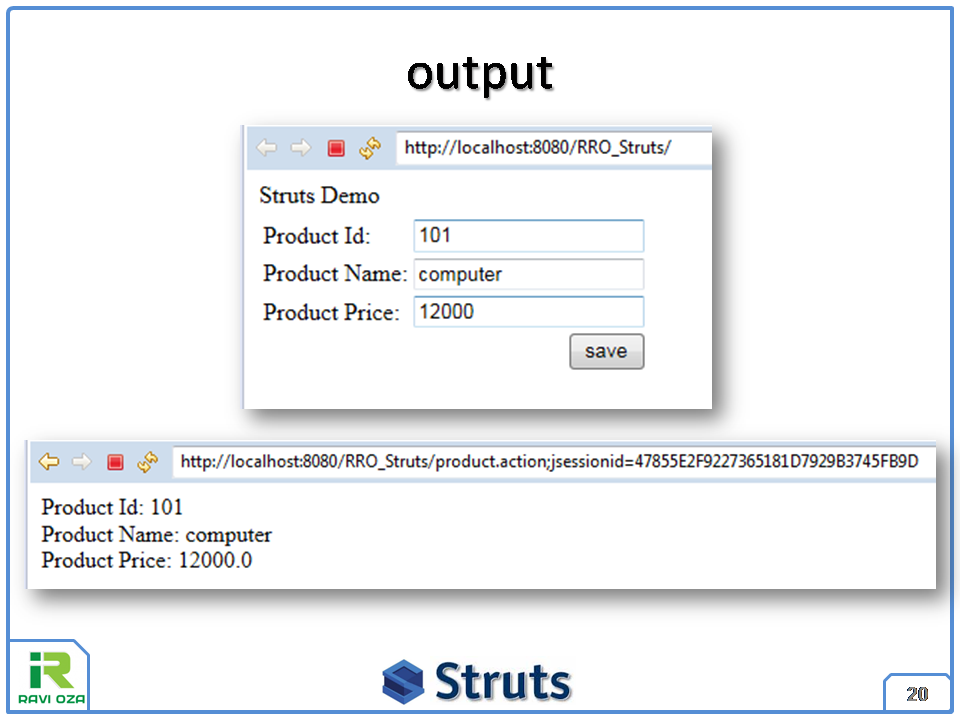 output
http://localhost:8080/RRO_Struts/
Struts Demo
Product Id: 101
Product Name: computer
Product Price: 12000
save
http://localhost:8080/RRO_Struts/product.action;jsessionid=47855E2F9227365181D7929B3745FB9D
Product Id: 101
Product Name: computer
Product Price: 12000.0
iR
RAVI OZA
Struts
20